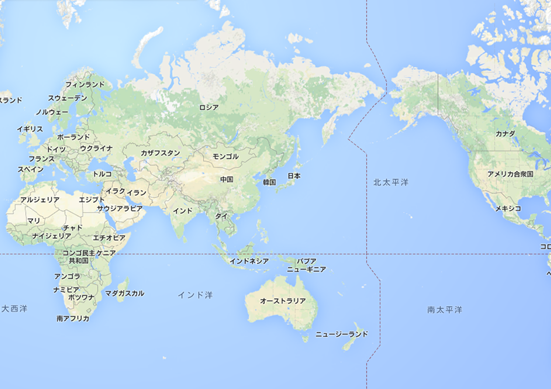 フィンランド
スランド
スウェーデン
ノルウェー
ロシア
イギリス
ポーランド
カナダ
ドイツ
ウクライナ
フランス
カザフスタン
モンゴル
スペイン
トルコ
中国
韓国
日本
アメリカ合衆国
北太平洋
イラク
イラン
アルジェリア
エジプト
サウジアラビア
インド
メキシコ
マリ
チャド
タイ
ナイジェリア
エチオピア
コロ
コンゴ民主
共和国
ケニア
インドネシア
パプア
ニューギニア
ペ
アンゴラ
ナミビア
ボツワナ
マダガスカル
インド洋
オーストラリア
大西洋
南太平洋
南アフリカ
ニュージーランド